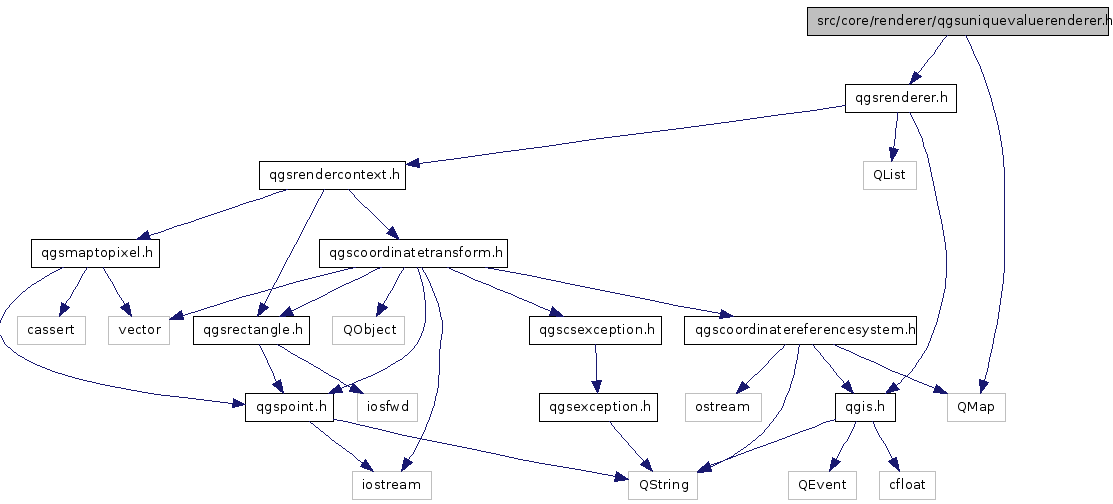 src/core/renderer/qgsuniquevaluerenderer.h
qgsrenderer.h
qgsrendercontext.h
QList
qgsmaptopixel.h
qgscoordinatetransform.h
cassert
vector
qgsrectangle.h
QObject
qgscsexception.h
qgscoordinatereferencesystem.h
qgspoint.h
iosfwd
qgsexception.h
ostream
qgis.h
QMap
iostream
QString
QEvent
cfloat